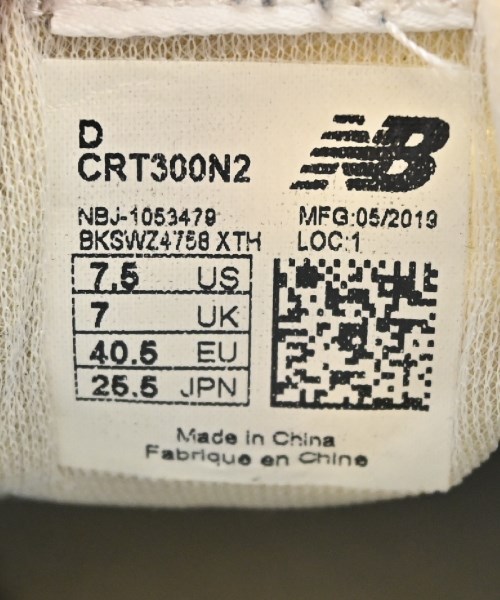 D
CRT300N2
NB
NBJ-1053479
MFG:05/2019
BKSWZ4758 XTH
LOC:1
7.5 US
7 UK
40.5 EU
25.5 JPN
Made in China
Fabrique en Chine